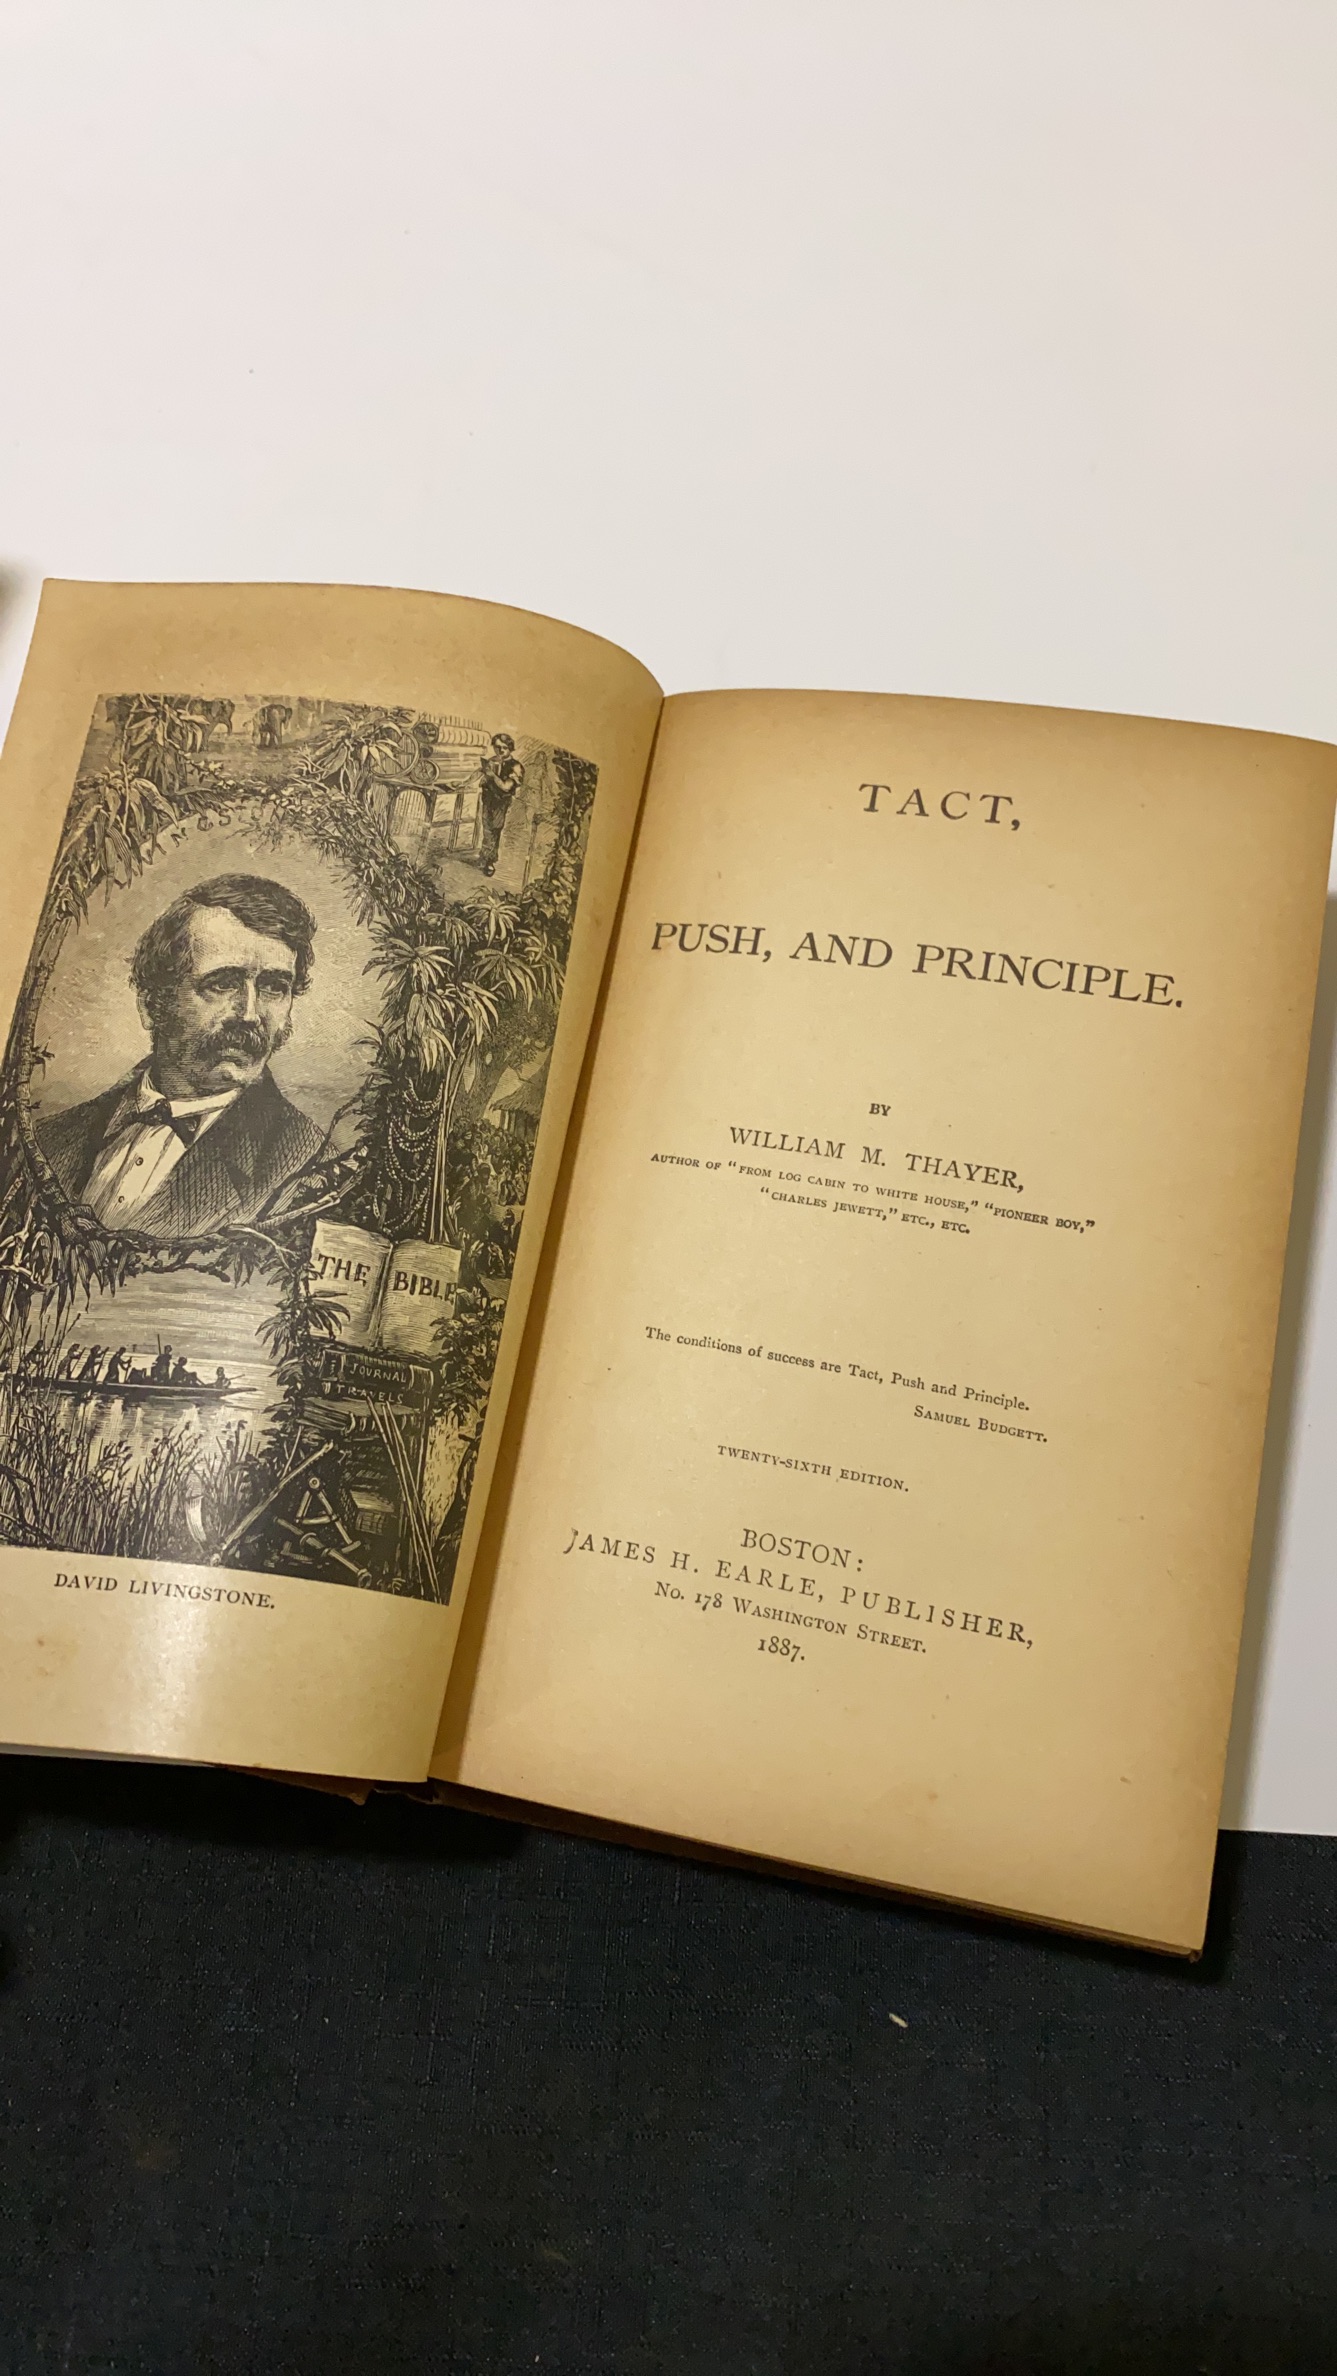 LIVINGSTONE
THE BIBLE
JOURNAL
TRAVELS
DAVID LIVINGSTONE.
TACT,
PUSH, AND PRINCIPLE.
BY
WILLIAM M. THAYER,
AUTHOR OF “FROM LOG CABIN TO WHITE HOUSE,” “PIONEER BOY,”
“CHARLES JEWETT,” ETC., ETC.
The conditions of success are Tact, Push and Principle.
SAMUEL BUDGETT.
TWENTY-SIXTH EDITION.
BOSTON:
JAMES H. EARLE, PUBLISHER,
No. 178 WASHINGTON STREET.
1887.